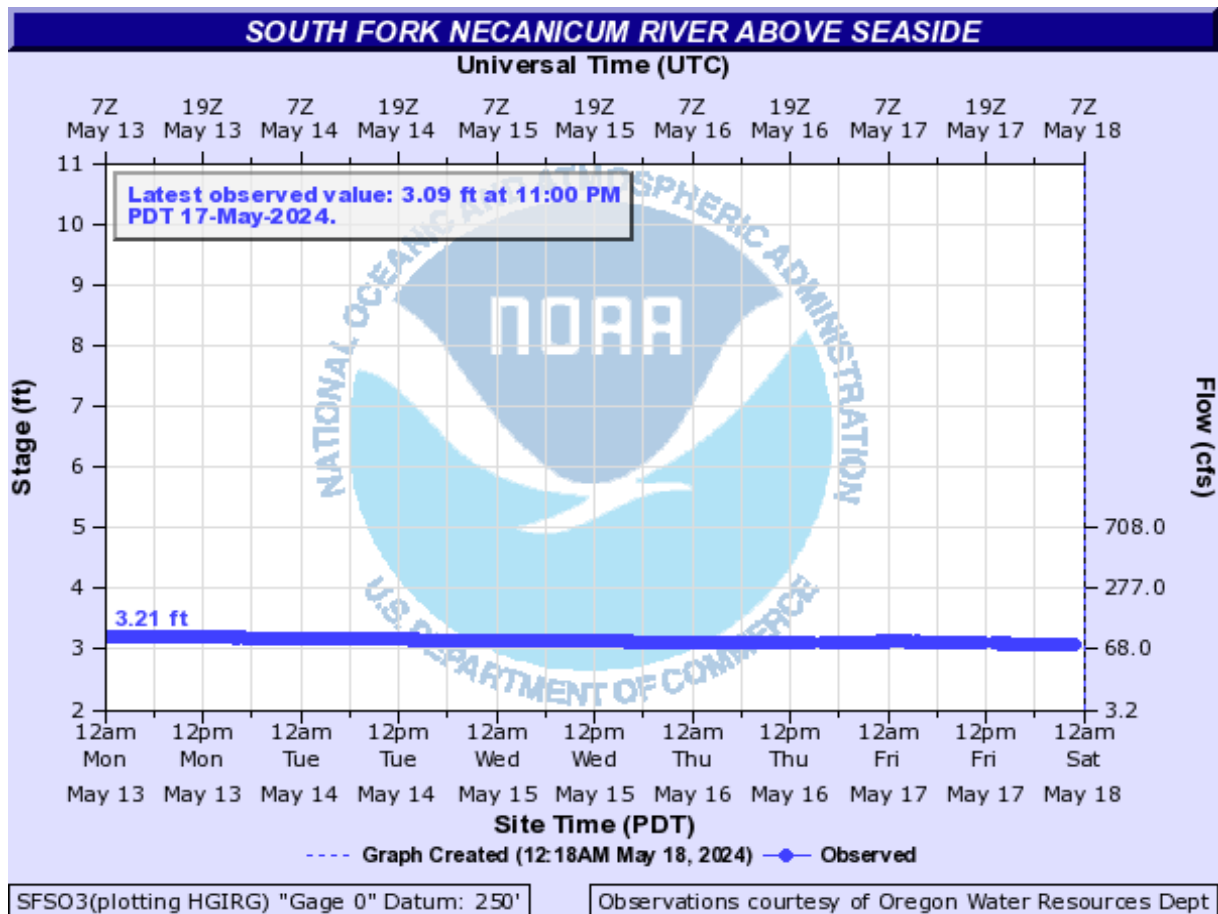 SOUTH FORK NECANICUM RIVER ABOVE SEASIDE
Universal Time (UTC)
7Z 19Z 7Z 19Z 7Z 19Z 7Z 19Z 7Z 19Z 7Z
May 13 May 13 May 14 May 14 May 15 May 15 May 16 May 16 May 17 May 17 May 18
Latest observed value: 3.09 ft at 11:00 PM
PDT 17-May-2024.
NATIONAL OCEANIC AND ATMOSPHERIC ADMINISTRATION
NOAA
U.S. DEPARTMENT OF COMMERCE
Stage (ft)
11
10
9
8
7
6
5
4
3
2
3.21 ft
Flow (cfs)
708.0
277.0
68.0
3.2
12am 12pm 12am 12pm 12am 12pm 12am 12pm 12am 12pm 12am
Mon Mon Tue Tue Wed Wed Thu Thu Fri Fri Sat
May 13 May 13 May 14 May 14 May 15 May 15 May 16 May 16 May 17 May 17 May 18
Site Time (PDT)
Graph Created (12:18AM May 18, 2024) Observed
SFSO3(plotting HGIRG) "Gage 0" Datum: 250'
Observations courtesy of Oregon Water Resources Dept